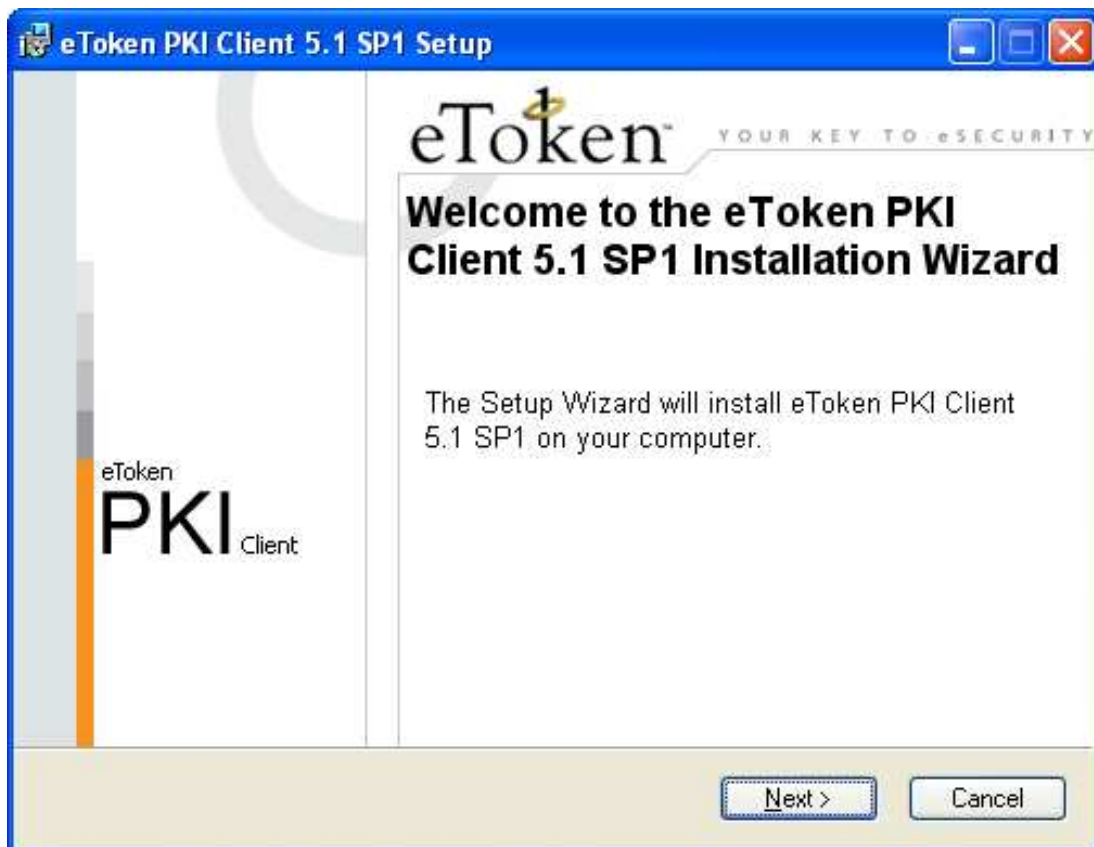 eToken PKI Client 5.1 SP1 Setup
eToken™ YOUR KEY TO eSECURITY
Welcome to the eToken PKI
Client 5.1 SP1 Installation Wizard
The Setup Wizard will install eToken PKI Client
5.1 SP1 on your computer.
eToken
PKI Client
Next >
Cancel